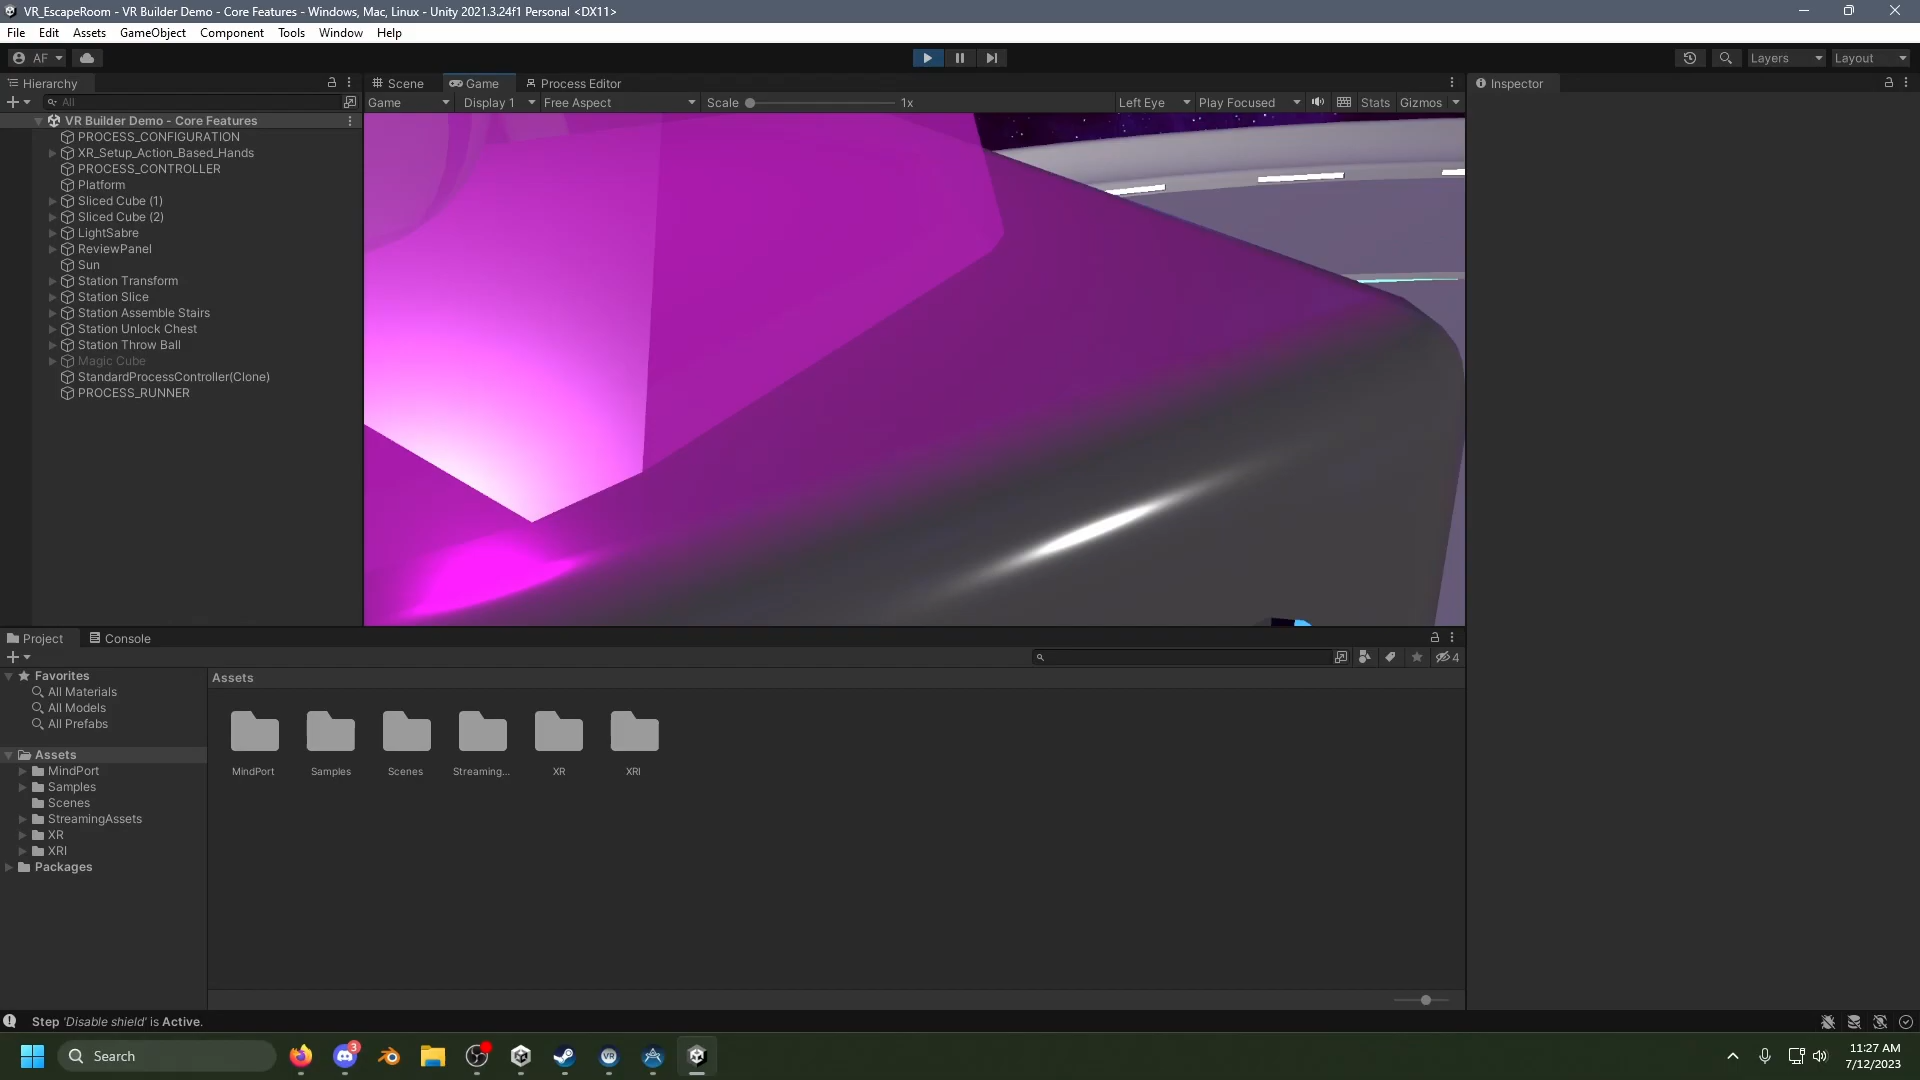 VR_EscapeRoom - VR Builder Demo - Core Features - Windows, Mac, Linux - Unity 2021.3.24f1 Personal <DX11>
File Edit Assets GameObject Component Tools Window Help
AF Layers Layout
Hierarchy Scene Game Process Editor Inspector
All Game Display 1 Free Aspect Scale 1x Left Eye Play Focused Stats Gizmos
VR Builder Demo - Core Features
PROCESS_CONFIGURATION
XR_Setup_Action_Based_Hands
PROCESS_CONTROLLER
Platform
Sliced Cube (1)
Sliced Cube (2)
LightSabre
ReviewPanel
Sun
Station Transform
Station Slice
Station Assemble Stairs
Station Unlock Chest
Station Throw Ball
Magic Cube
StandardProcessController(Clone)
PROCESS_RUNNER
Project Console
4
Favorites
All Materials
All Models
All Prefabs
Assets
MindPort
Samples
Scenes
StreamingAssets
XR
XRI
Packages
Assets
MindPort Samples Scenes Streaming... XR XRI
Step 'Disable shield' is Active.
Search
3
VR
11:27 AM
7/12/2023